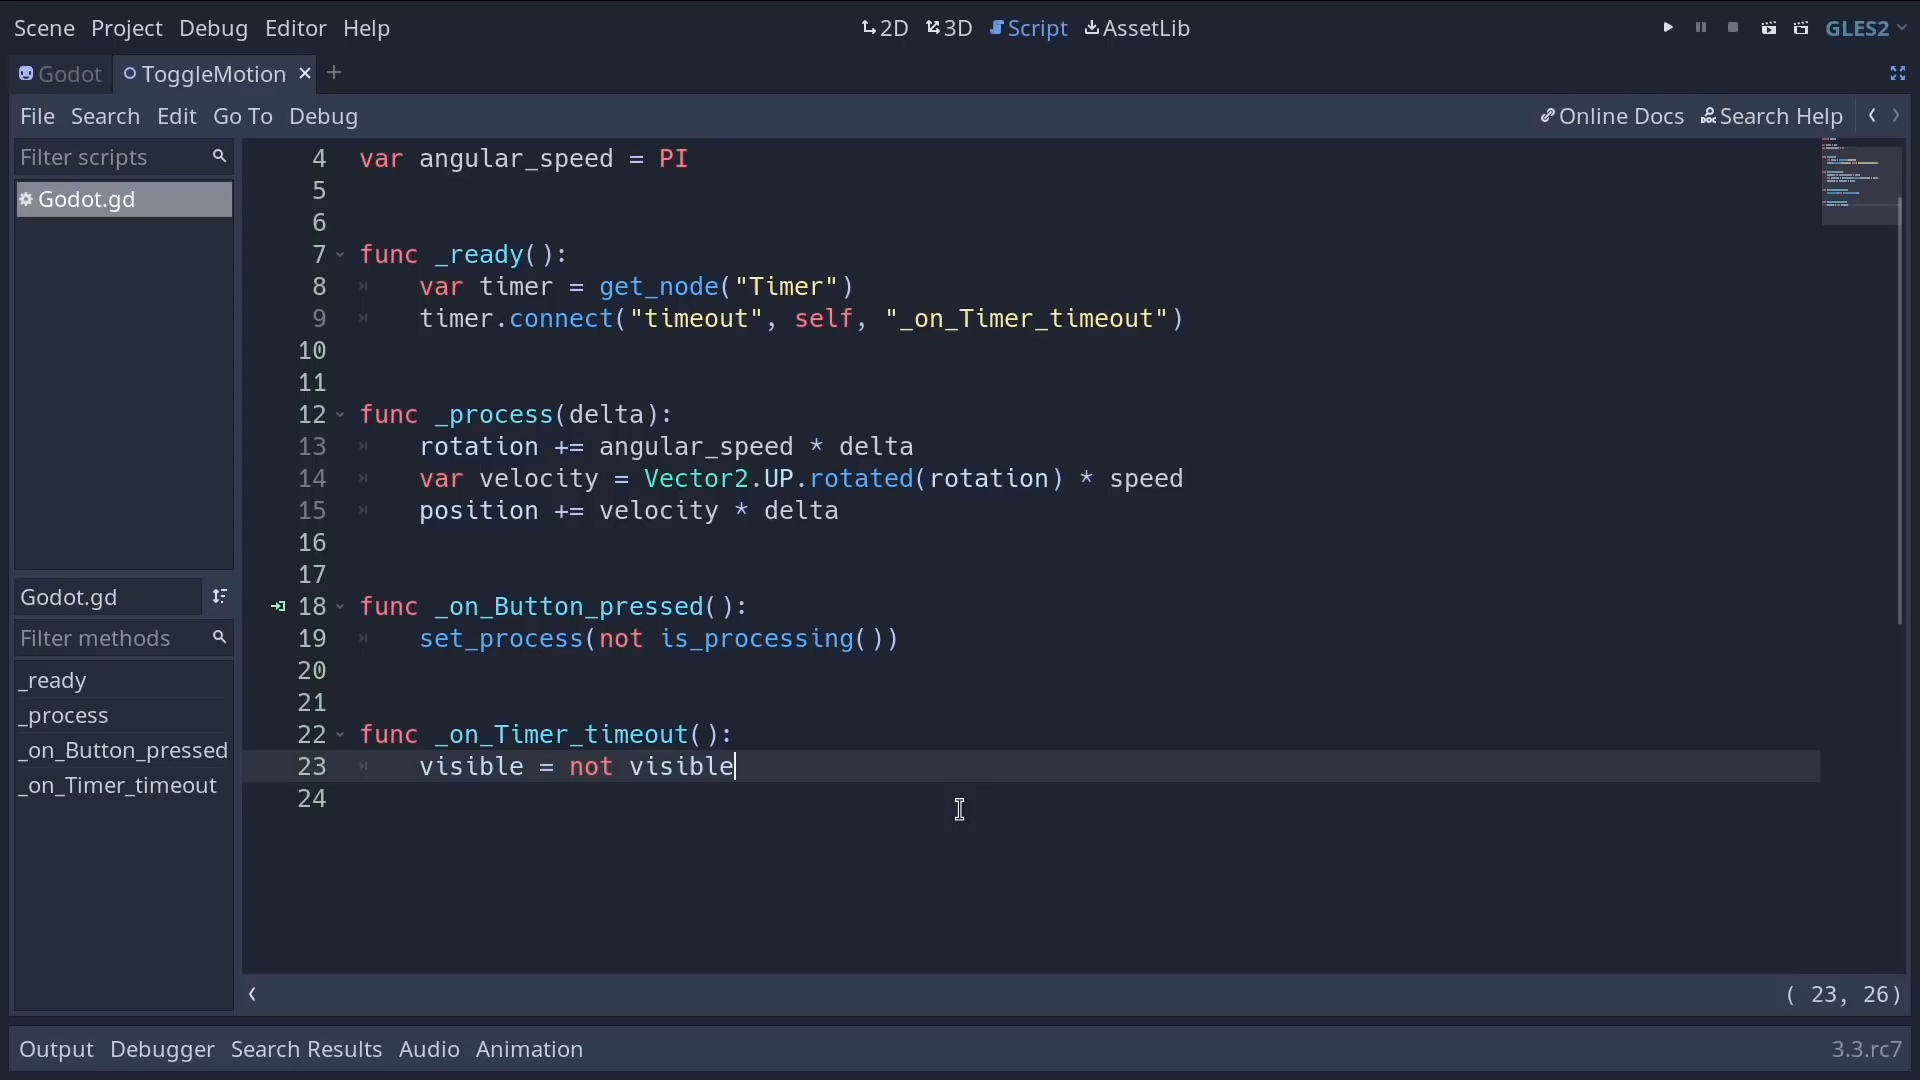 Scene Project Debug Editor Help 2D 3D Script AssetLib GLES2
Godot ToggleMotion
File Search Edit Go To Debug Online Docs Search Help
Filter scripts
Godot.gd
Godot.gd
Filter methods
_ready
_process
_on_Button_pressed
_on_Timer_timeout
4 var angular_speed = PI
5
6
7 func _ready():
8 var timer = get_node("Timer")
9 timer.connect("timeout", self, "_on_Timer_timeout")
10
11
12 func _process(delta):
13 rotation += angular_speed * delta
14 var velocity = Vector2.UP.rotated(rotation) * speed
15 position += velocity * delta
16
17
18 func _on_Button_pressed():
19 set_process(not is_processing())
20
21
22 func _on_Timer_timeout():
23 visible = not visible
24
( 23, 26)
Output Debugger Search Results Audio Animation 3.3.rc7